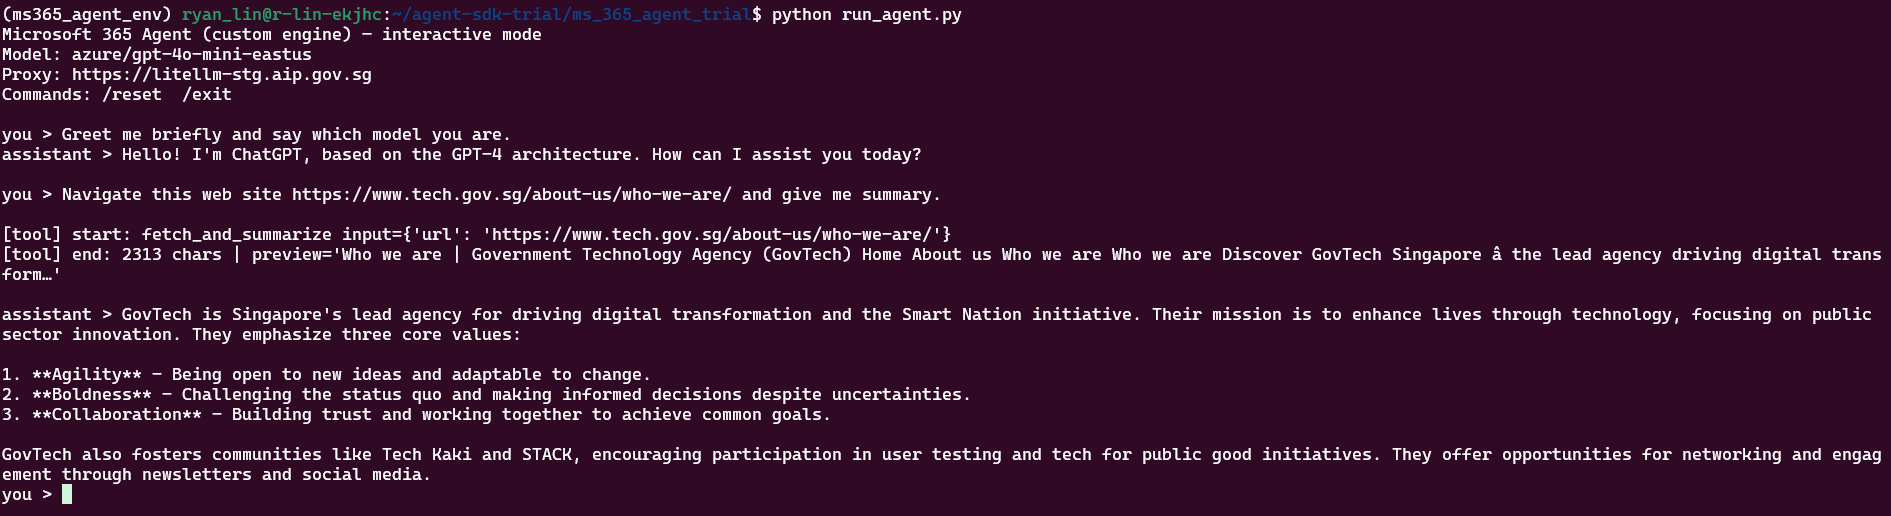 (ms365_agent_env) ryan_lin@r-lin-ekjhc:~/agent-sdk-trial/ms_365_agent_trial$ python run_agent.py
Microsoft 365 Agent (custom engine) — interactive mode
Model: azure/gpt-4o-mini-eastus
Proxy: https://litellm-stg.aip.gov.sg
Commands: /reset  /exit

you > Greet me briefly and say which model you are.
assistant > Hello! I'm ChatGPT, based on the GPT-4 architecture. How can I assist you today?

you > Navigate this web site https://www.tech.gov.sg/about-us/who-we-are/ and give me summary.

[tool] start: fetch_and_summarize input={'url': 'https://www.tech.gov.sg/about-us/who-we-are/'}
[tool] end: 2313 chars | preview='Who we are | Government Technology Agency (GovTech) Home About us Who we are Who we are Discover GovTech Singapore â the lead agency driving digital trans
form…'

assistant > GovTech is Singapore's lead agency for driving digital transformation and the Smart Nation initiative. Their mission is to enhance lives through technology, focusing on public
sector innovation. They emphasize three core values:

1. **Agility** – Being open to new ideas and adaptable to change.
2. **Boldness** – Challenging the status quo and making informed decisions despite uncertainties.
3. **Collaboration** – Building trust and working together to achieve common goals.

GovTech also fosters communities like Tech Kaki and STACK, encouraging participation in user testing and tech for public good initiatives. They offer opportunities for networking and engag
ement through newsletters and social media.
you >